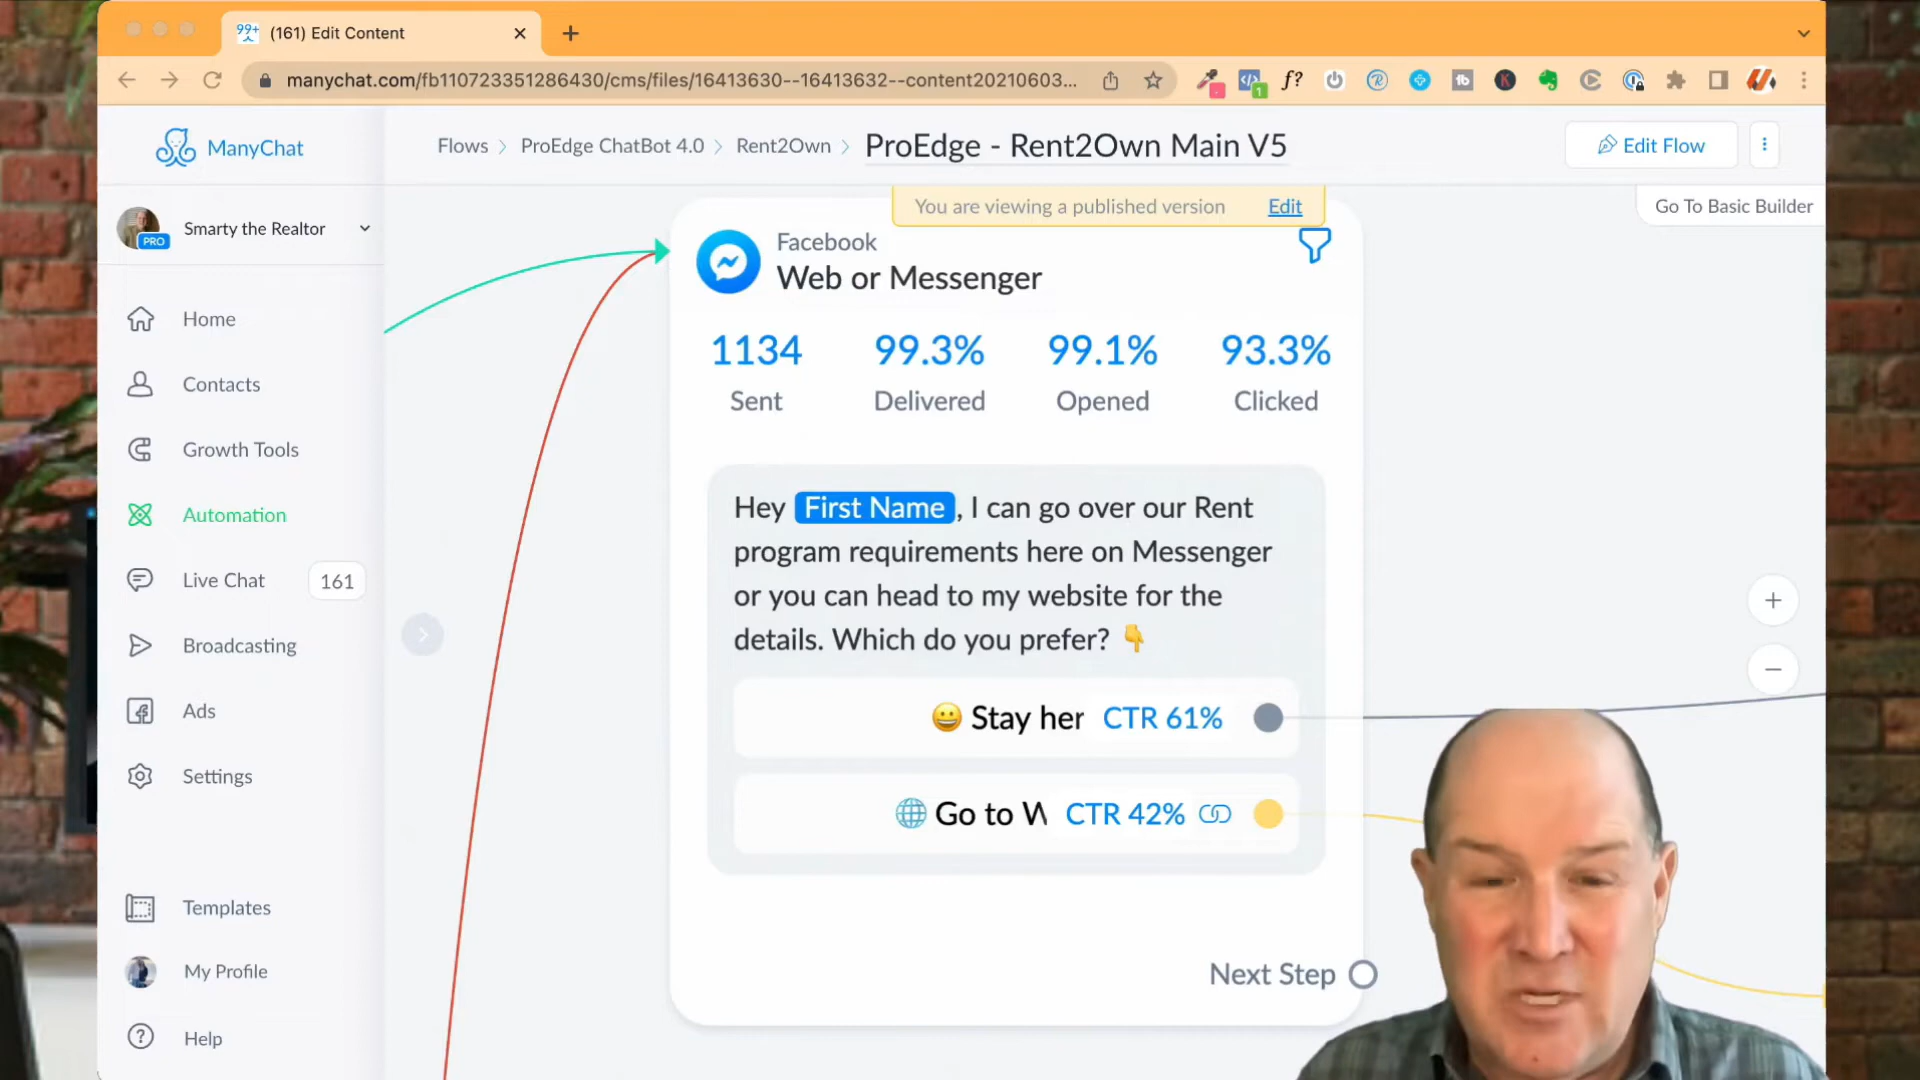 99+
(161) Edit Content
manychat.com/fb110723351286430/cms/files/16413630--16413632--content20210603...
1
f?
R
fb
K
ManyChat
Flows
ProEdge ChatBot 4.0
Rent2Own
ProEdge - Rent2Own Main V5
Edit Flow
You are viewing a published version
Edit
Go To Basic Builder
PRO
Smarty the Realtor
Home
Contacts
Growth Tools
Automation
Live Chat
161
Broadcasting
Ads
Settings
Templates
My Profile
Help
Facebook
Web or Messenger
1134
99.3%
99.1%
93.3%
Sent
Delivered
Opened
Clicked
Hey First Name, I can go over our Rent
program requirements here on Messenger
or you can head to my website for the
details. Which do you prefer? 👇
😀 Stay her
CTR 61%
🌐 Go to W
CTR 42%
Next Step